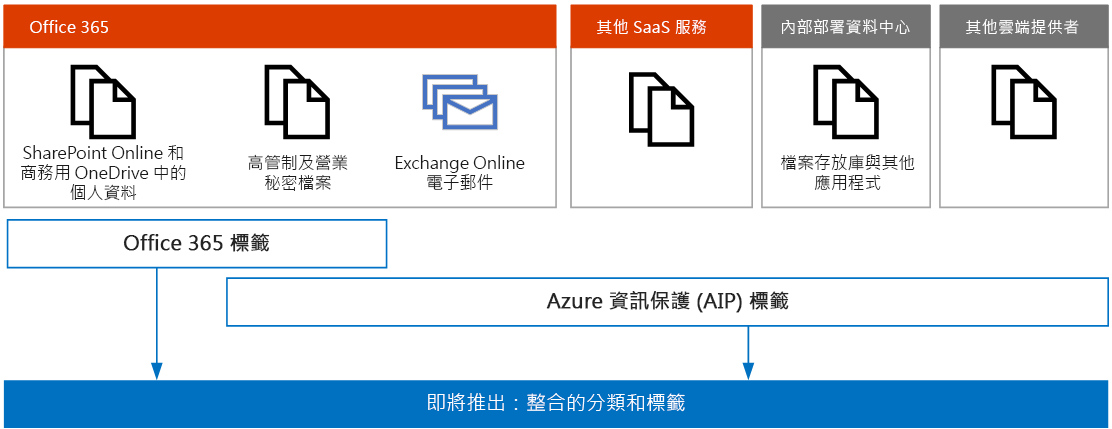 Office 365
其他 SaaS 服務
內部部署資料中心
其他雲端提供者
SharePoint Online 和
商務用 OneDrive 中的
個人資料
高管制及營業
秘密檔案
Exchange Online
電子郵件
檔案存放庫與其他
應用程式
Office 365 標籤
Azure 資訊保護 (AIP) 標籤
即將推出：整合的分類和標籤